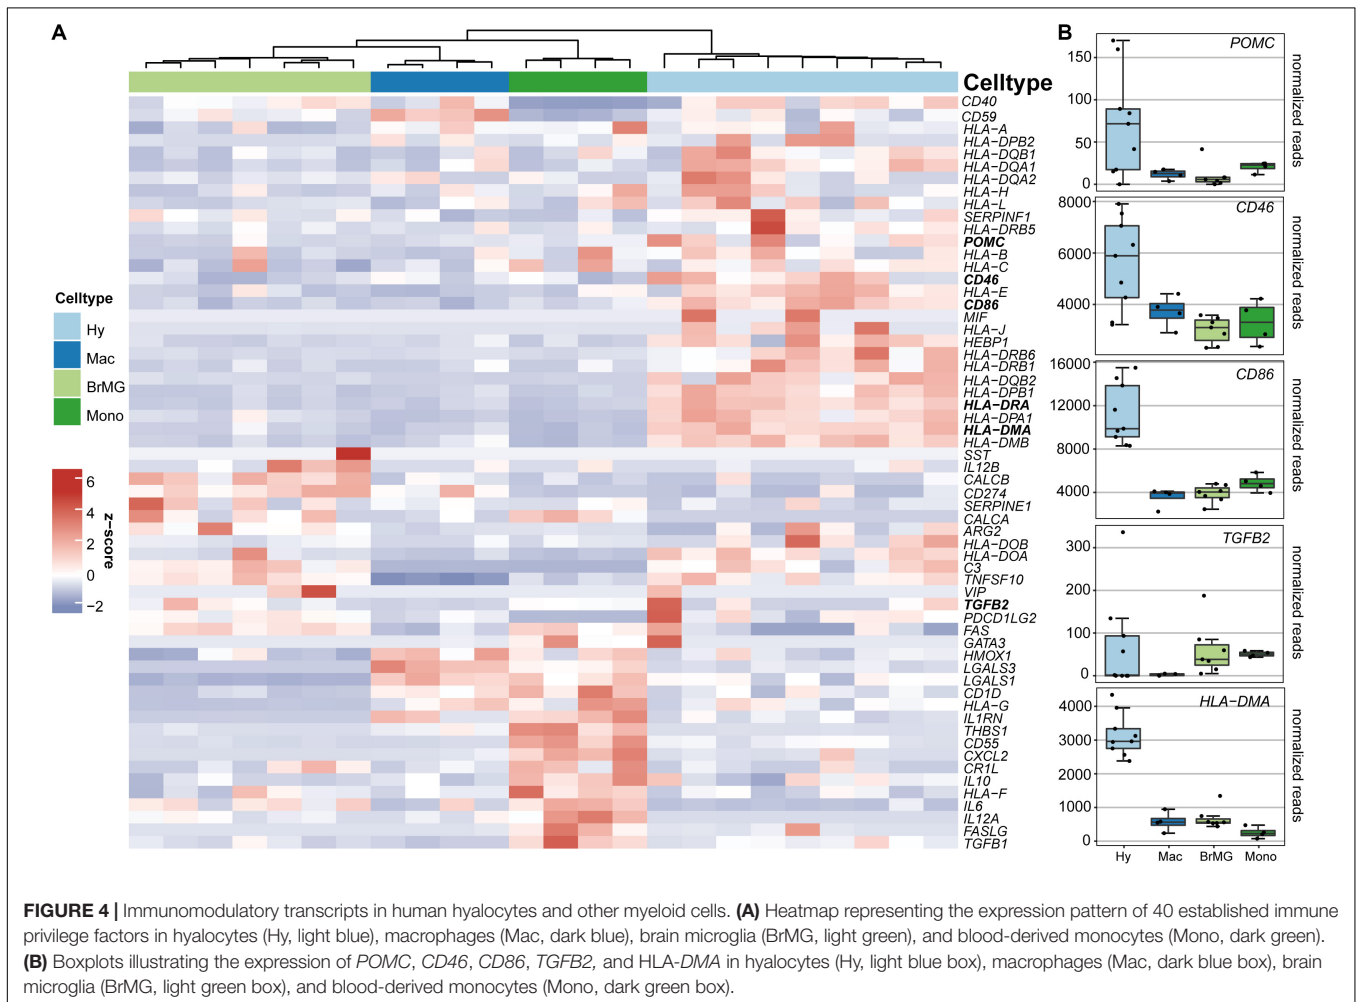 A
Celltype
CD40
CD59
HLA−A
HLA−DPB2
HLA−DQB1
HLA−DQA1
HLA−DQA2
HLA−H
HLA−L
SERPINF1
HLA−DRB5
POMC
HLA−B
HLA−C
CD46
HLA−E
CD86
MIF
HLA−J
HEBP1
HLA−DRB6
HLA−DRB1
HLA−DQB2
HLA−DPB1
HLA−DRA
HLA−DPA1
HLA−DMA
HLA−DMB
SST
IL12B
CALCB
CD274
SERPINE1
CALCA
ARG2
HLA−DOB
HLA−DOA
C3
TNFSF10
VIP
TGFB2
PDCD1LG2
FAS
GATA3
HMOX1
LGALS3
LGALS1
CD1D
HLA−G
IL1RN
THBS1
CD55
CXCL2
CR1L
IL10
HLA−F
IL6
IL12A
FASLG
TGFB1
Celltype
Hy
Mac
BrMG
Mono
6
4
2
0
−2
z−score
B
POMC
150
100
50
0
normalized reads
CD46
8000
6000
4000
normalized reads
CD86
16000
12000
8000
4000
normalized reads
TGFB2
300
200
100
0
normalized reads
HLA−DMA
4000
3000
2000
1000
0
normalized reads
Hy Mac BrMG Mono
FIGURE 4 | Immunomodulatory transcripts in human hyalocytes and other myeloid cells. (A) Heatmap representing the expression pattern of 40 established immune
privilege factors in hyalocytes (Hy, light blue), macrophages (Mac, dark blue), brain microglia (BrMG, light green), and blood-derived monocytes (Mono, dark green).
(B) Boxplots illustrating the expression of POMC, CD46, CD86, TGFB2, and HLA-DMA in hyalocytes (Hy, light blue box), macrophages (Mac, dark blue box), brain
microglia (BrMG, light green box), and blood-derived monocytes (Mono, dark green box).